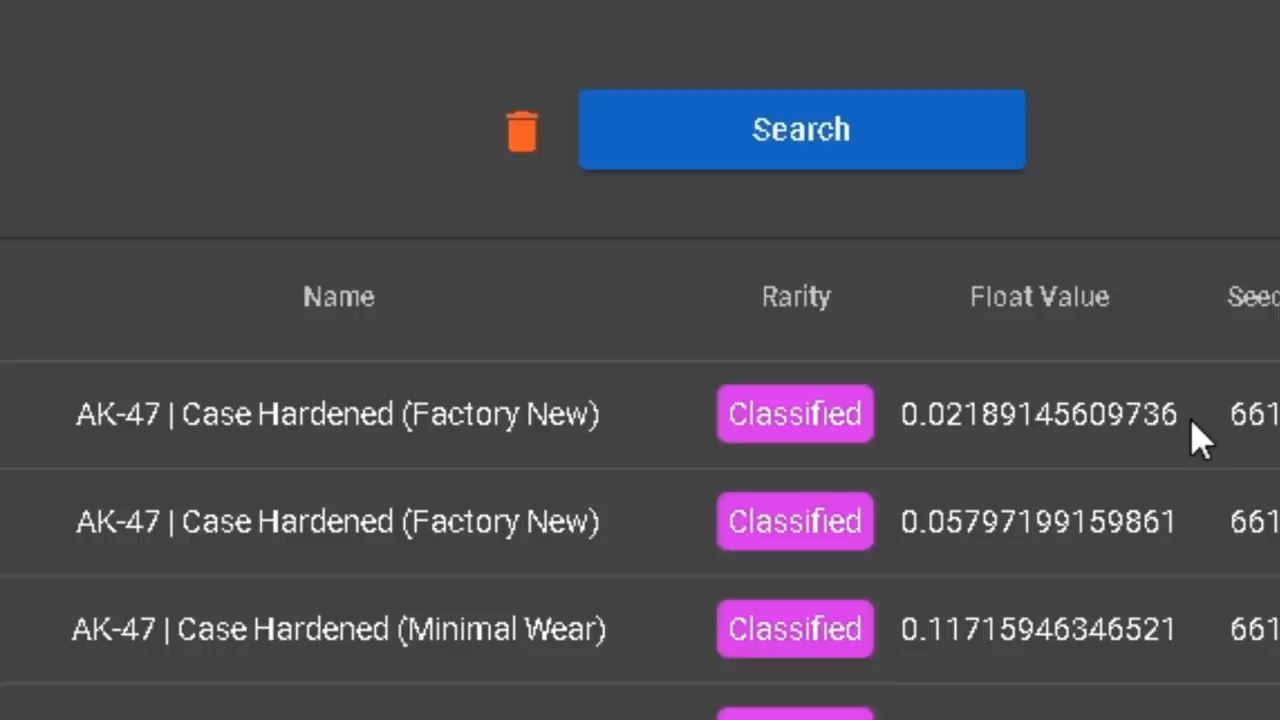 Search
Name Rarity Float Value Seed
AK-47 | Case Hardened (Factory New) Classified 0.02189145609736 661
AK-47 | Case Hardened (Factory New) Classified 0.05797199159861 661
AK-47 | Case Hardened (Minimal Wear) Classified 0.11715946346521 661